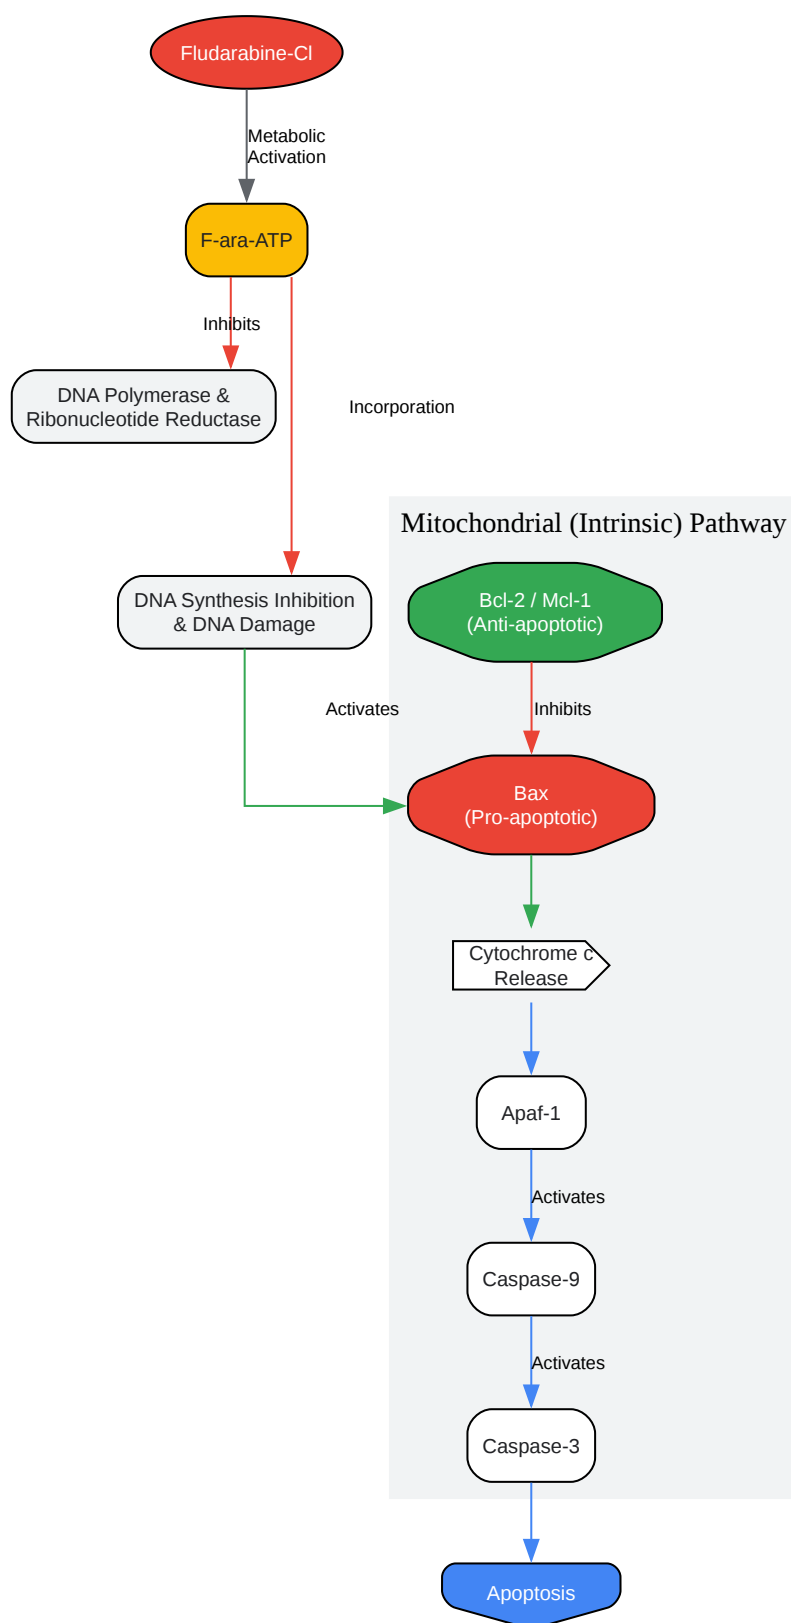 Fludarabine-Cl
Metabolic
Activation
F-ara-ATP
Inhibits
DNA Polymerase &
Ribonucleotide Reductase
Incorporation
Mitochondrial (Intrinsic) Pathway
DNA Synthesis Inhibition
& DNA Damage
Bcl-2 / Mcl-1
(Anti-apoptotic)
Activates
Inhibits
Bax
(Pro-apoptotic)
Cytochrome c
Release
Apaf-1
Activates
Caspase-9
Activates
Caspase-3
Apoptosis